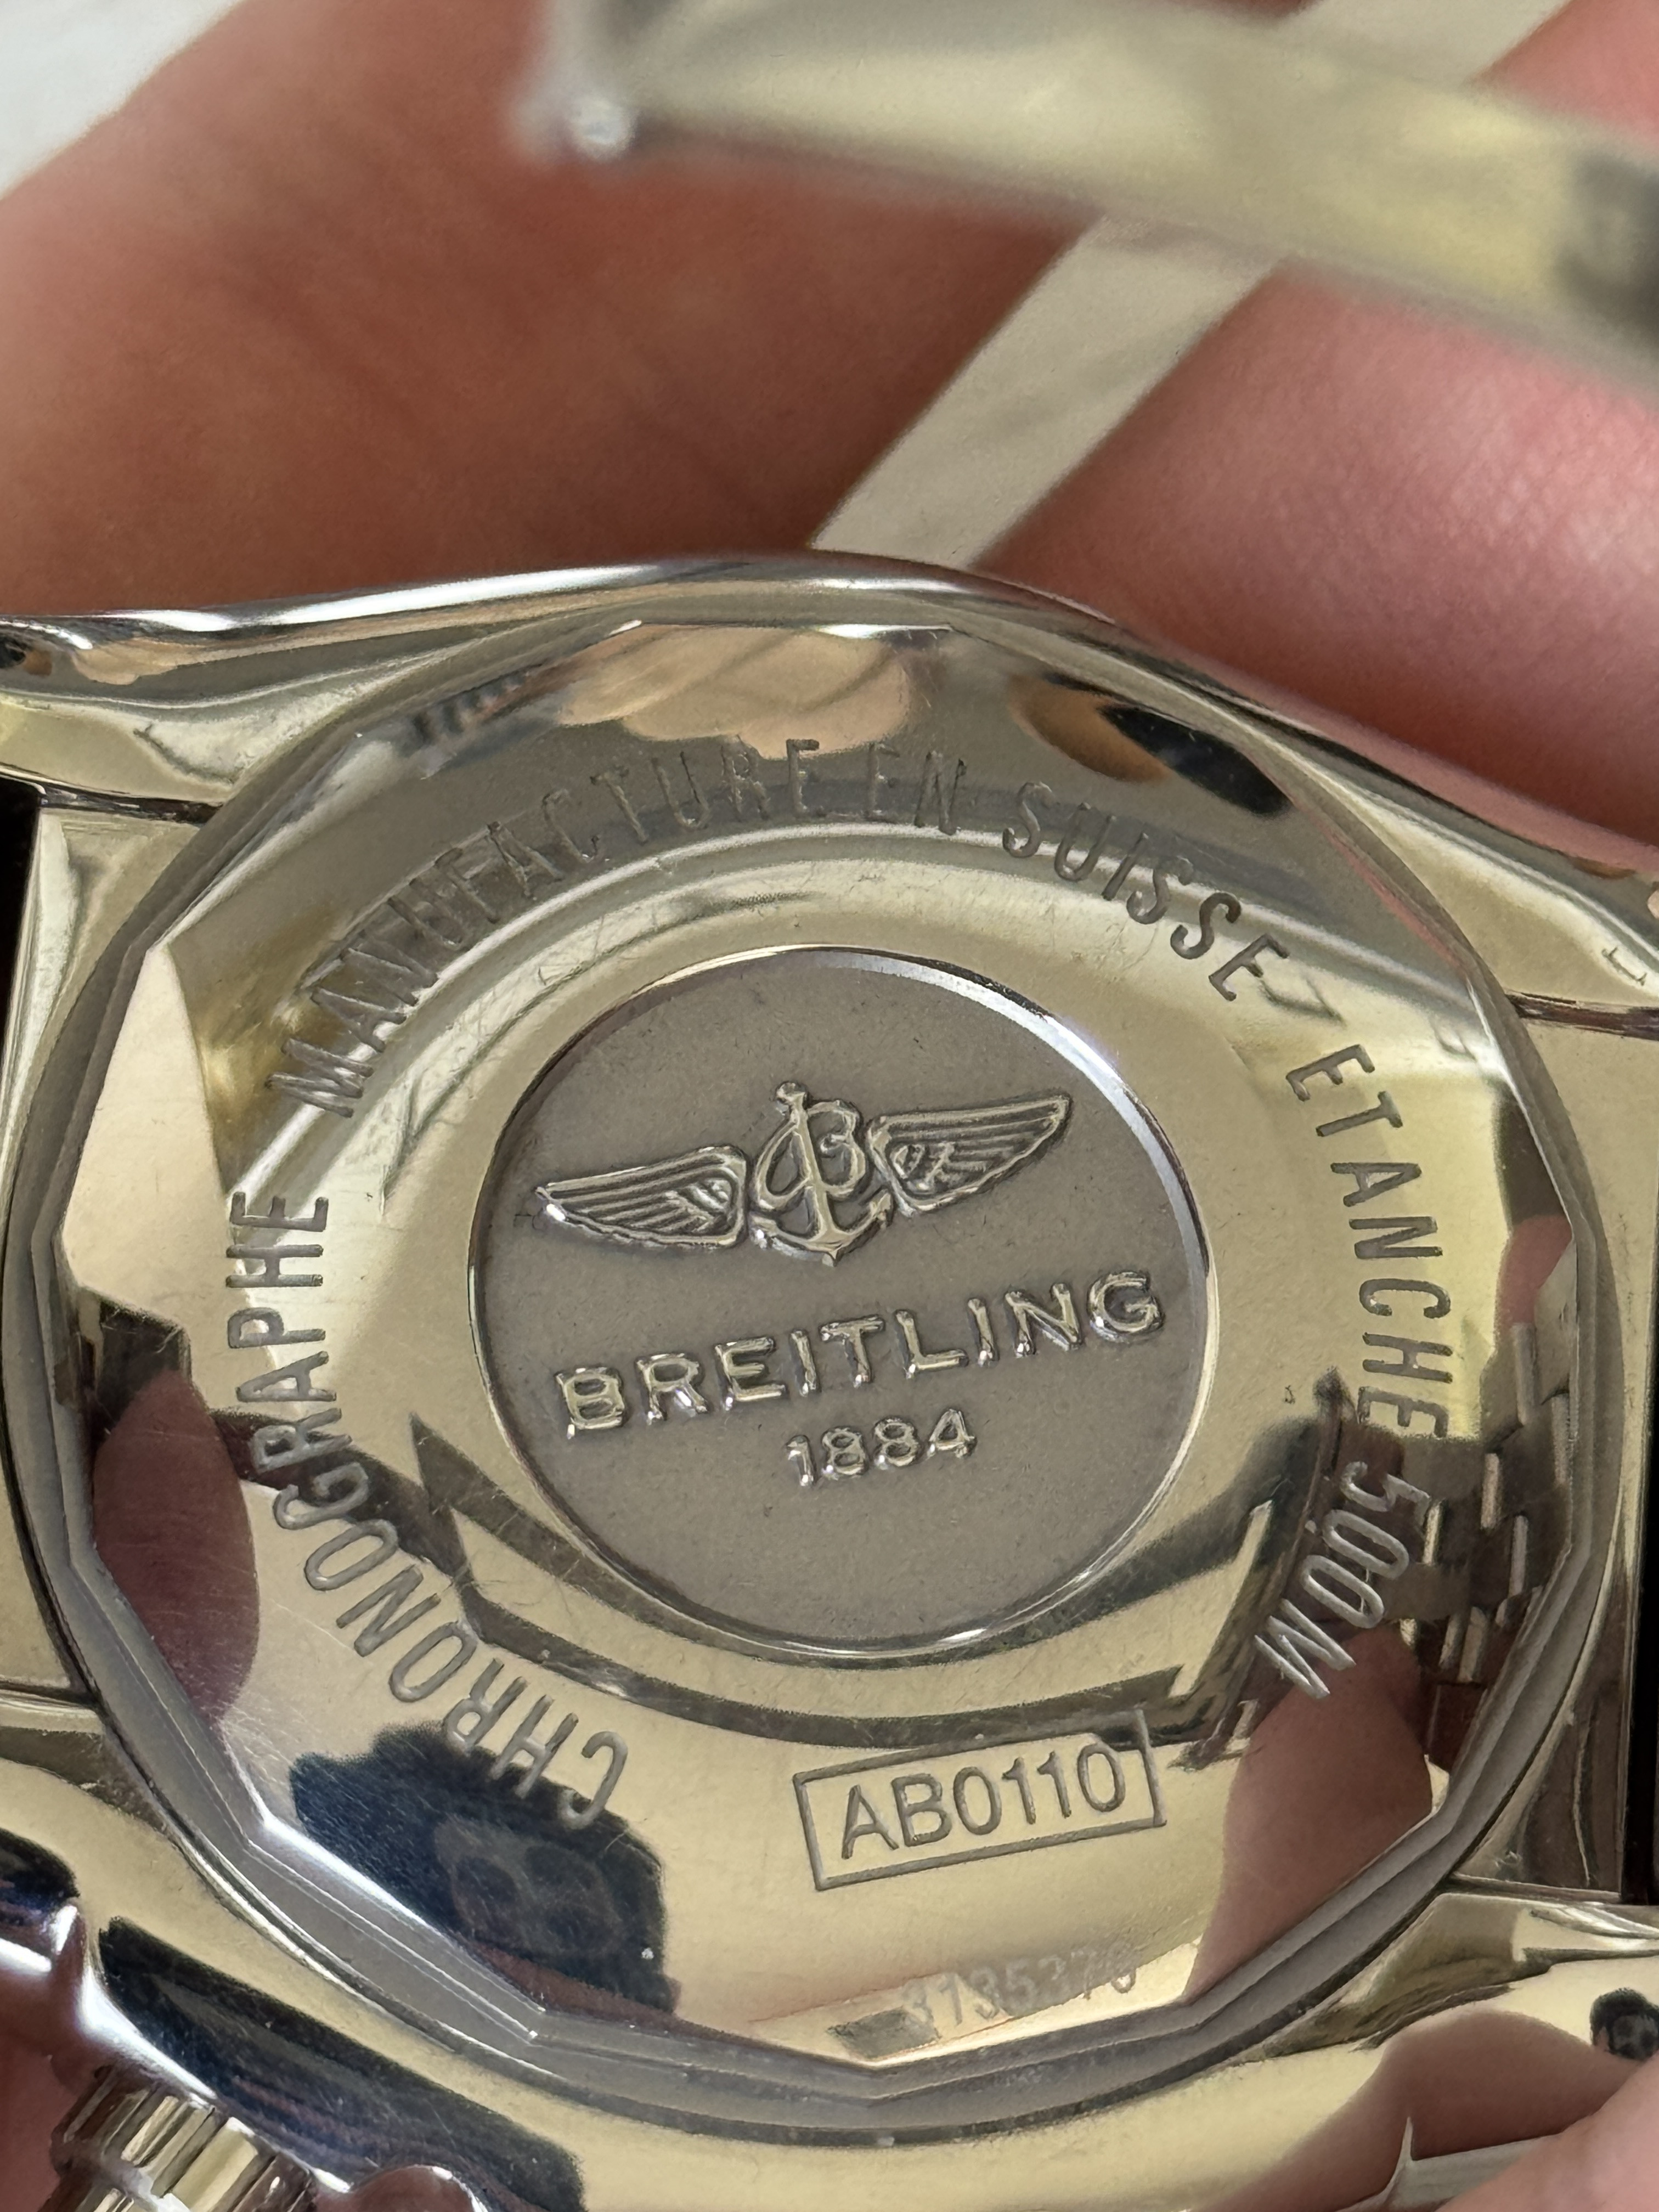 CHRONOGRAPHE MANUFACTURE EN SUISSE ETANCHE 500M
B
BREITLING
1884
AB0110